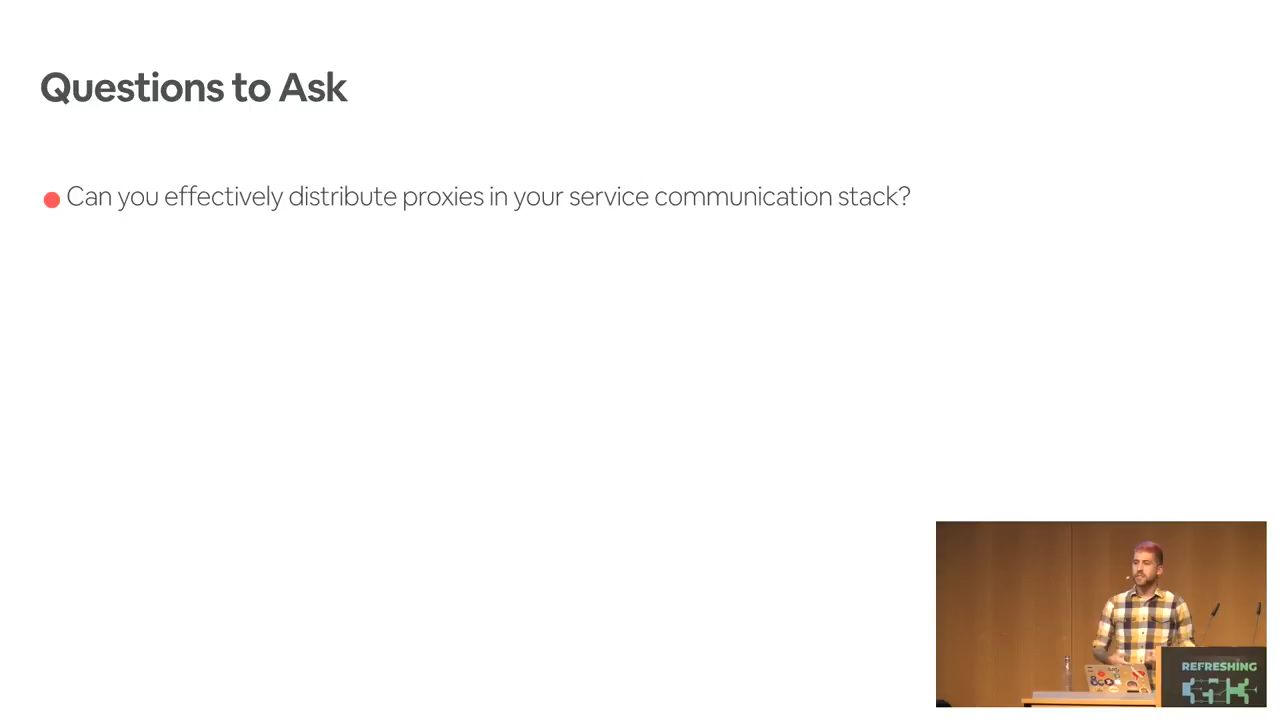 Questions to Ask
Can you effectively distribute proxies in your service communication stack?
REFRESHING